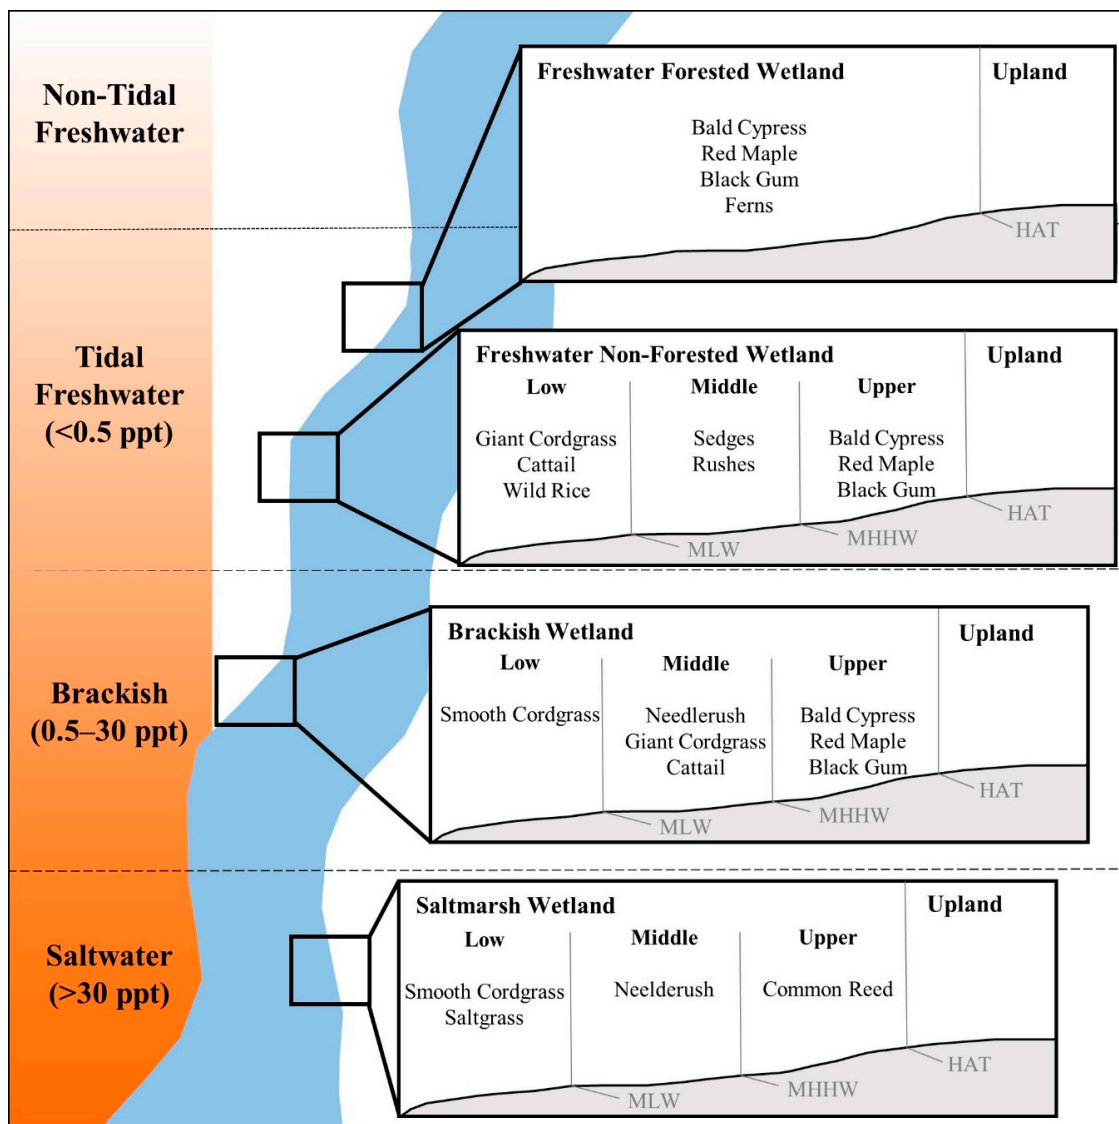 Non-Tidal
Freshwater
Freshwater Forested Wetland
Upland
Bald Cypress
Red Maple
Black Gum
Ferns
HAT
Tidal
Freshwater
(<0.5 ppt)
Freshwater Non-Forested Wetland
Upland
Low
Middle
Upper
Giant Cordgrass
Cattail
Wild Rice
Sedges
Rushes
Bald Cypress
Red Maple
Black Gum
MLW
MHHW
HAT
Brackish
(0.5–30 ppt)
Brackish Wetland
Upland
Low
Middle
Upper
Smooth Cordgrass
Needlerush
Giant Cordgrass
Cattail
Bald Cypress
Red Maple
Black Gum
MLW
MHHW
HAT
Saltwater
(>30 ppt)
Saltmarsh Wetland
Upland
Low
Middle
Upper
Smooth Cordgrass
Saltgrass
Neelderush
Common Reed
MLW
MHHW
HAT